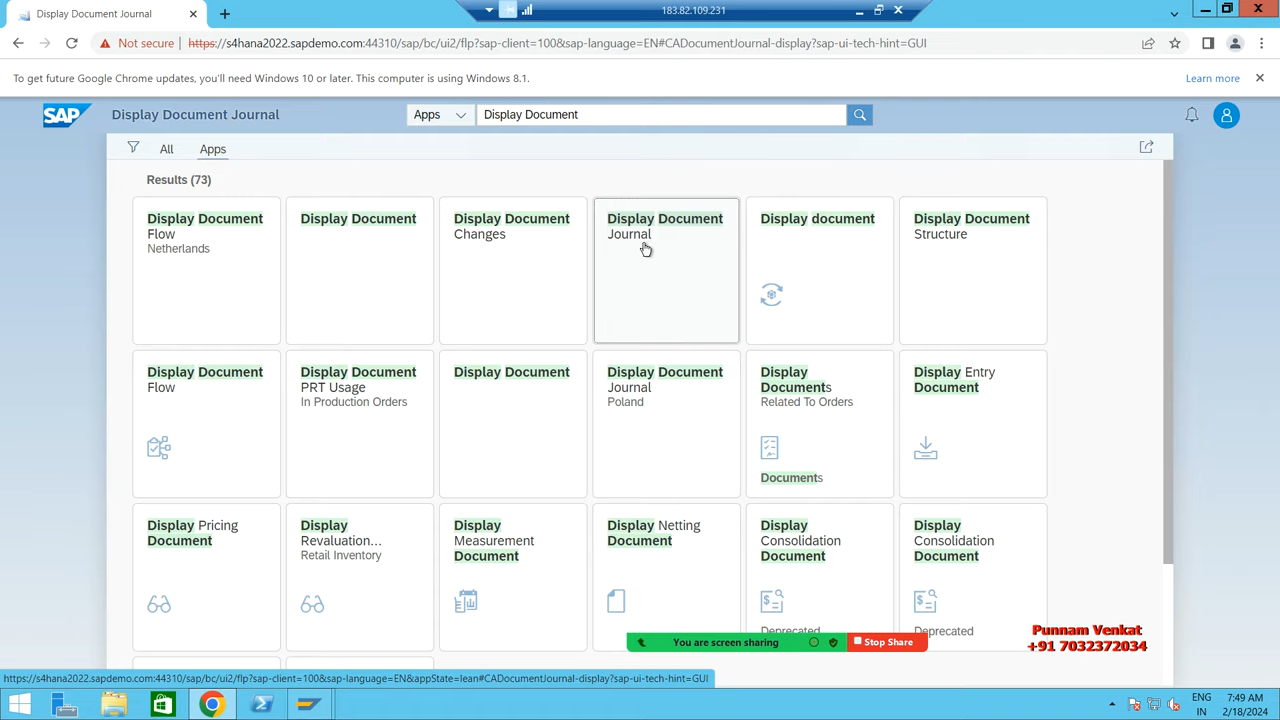 Display Document Journal
183.82.109.231
Not secure
https://s4hana2022.sapdemo.com:44310/sap/bc/ui2/flp?sap-client=100&sap-language=EN#CADocumentJournal-display?sap-ui-tech-hint=GUI
To get future Google Chrome updates, you'll need Windows 10 or later. This computer is using Windows 8.1.
Learn more
SAP
Display Document Journal
Apps
Display Document
All
Apps
Results (73)
Display Document
Flow
Netherlands
Display Document
Display Document
Changes
Display Document
Journal
Display document
Display Document
Structure
Display Document
Flow
Display Document
PRT Usage
In Production Orders
Display Document
Display Document
Journal
Poland
Display
Documents
Related To Orders
Documents
Display Entry
Document
Display Pricing
Document
Display
Revaluation...
Retail Inventory
Display
Measurement
Document
Display Netting
Document
Display
Consolidation
Document
Deprecated
Display
Consolidation
Document
Deprecated
Punnam Venkat
+91 7032372034
You are screen sharing
Stop Share
https://s4hana2022.sapdemo.com:44310/sap/bc/ui2/flp?sap-client=100&sap-language=EN&appState=lean#CADocumentJournal-display?sap-ui-tech-hint=GUI
ENG
IN
7:49 AM
2/18/2024